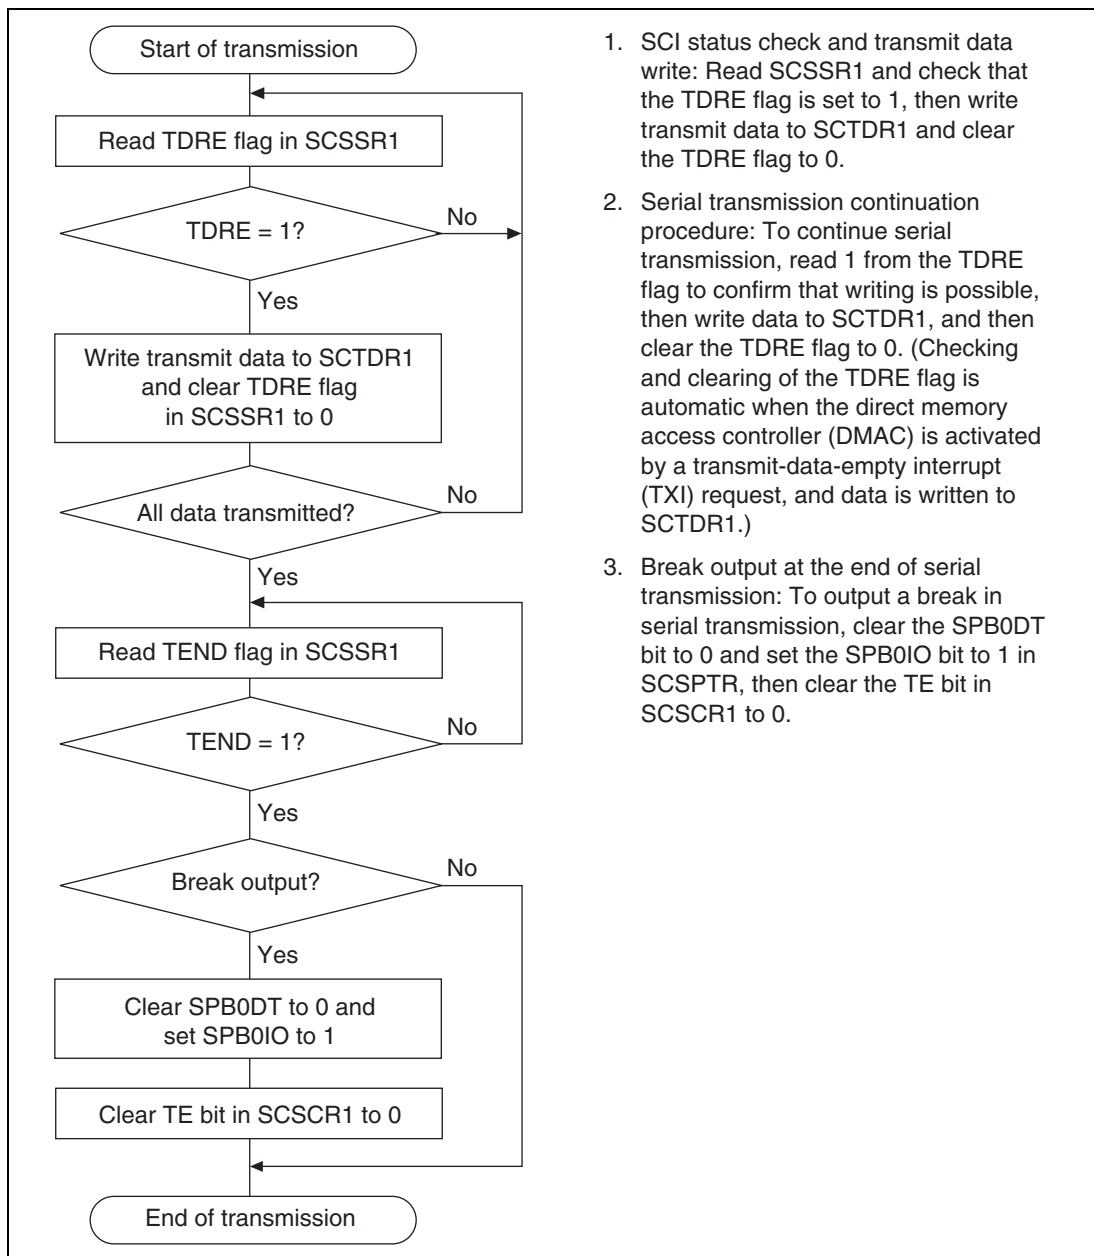 Start of transmission
Read TDRE flag in SCSSR1
TDRE = 1?
No
Yes
Write transmit data to SCTDR1
and clear TDRE flag
in SCSSR1 to 0
All data transmitted?
No
Yes
Read TEND flag in SCSSR1
TEND = 1?
No
Yes
Break output?
No
Yes
Clear SPB0DT to 0 and
set SPB0IO to 1
Clear TE bit in SCSCR1 to 0
End of transmission
1. SCI status check and transmit data
write: Read SCSSR1 and check that
the TDRE flag is set to 1, then write
transmit data to SCTDR1 and clear
the TDRE flag to 0.
2. Serial transmission continuation
procedure: To continue serial
transmission, read 1 from the TDRE
flag to confirm that writing is possible,
then write data to SCTDR1, and then
clear the TDRE flag to 0. (Checking
and clearing of the TDRE flag is
automatic when the direct memory
access controller (DMAC) is activated
by a transmit-data-empty interrupt
(TXI) request, and data is written to
SCTDR1.)
3. Break output at the end of serial
transmission: To output a break in
serial transmission, clear the SPB0DT
bit to 0 and set the SPB0IO bit to 1 in
SCSPTR, then clear the TE bit in
SCSCR1 to 0.